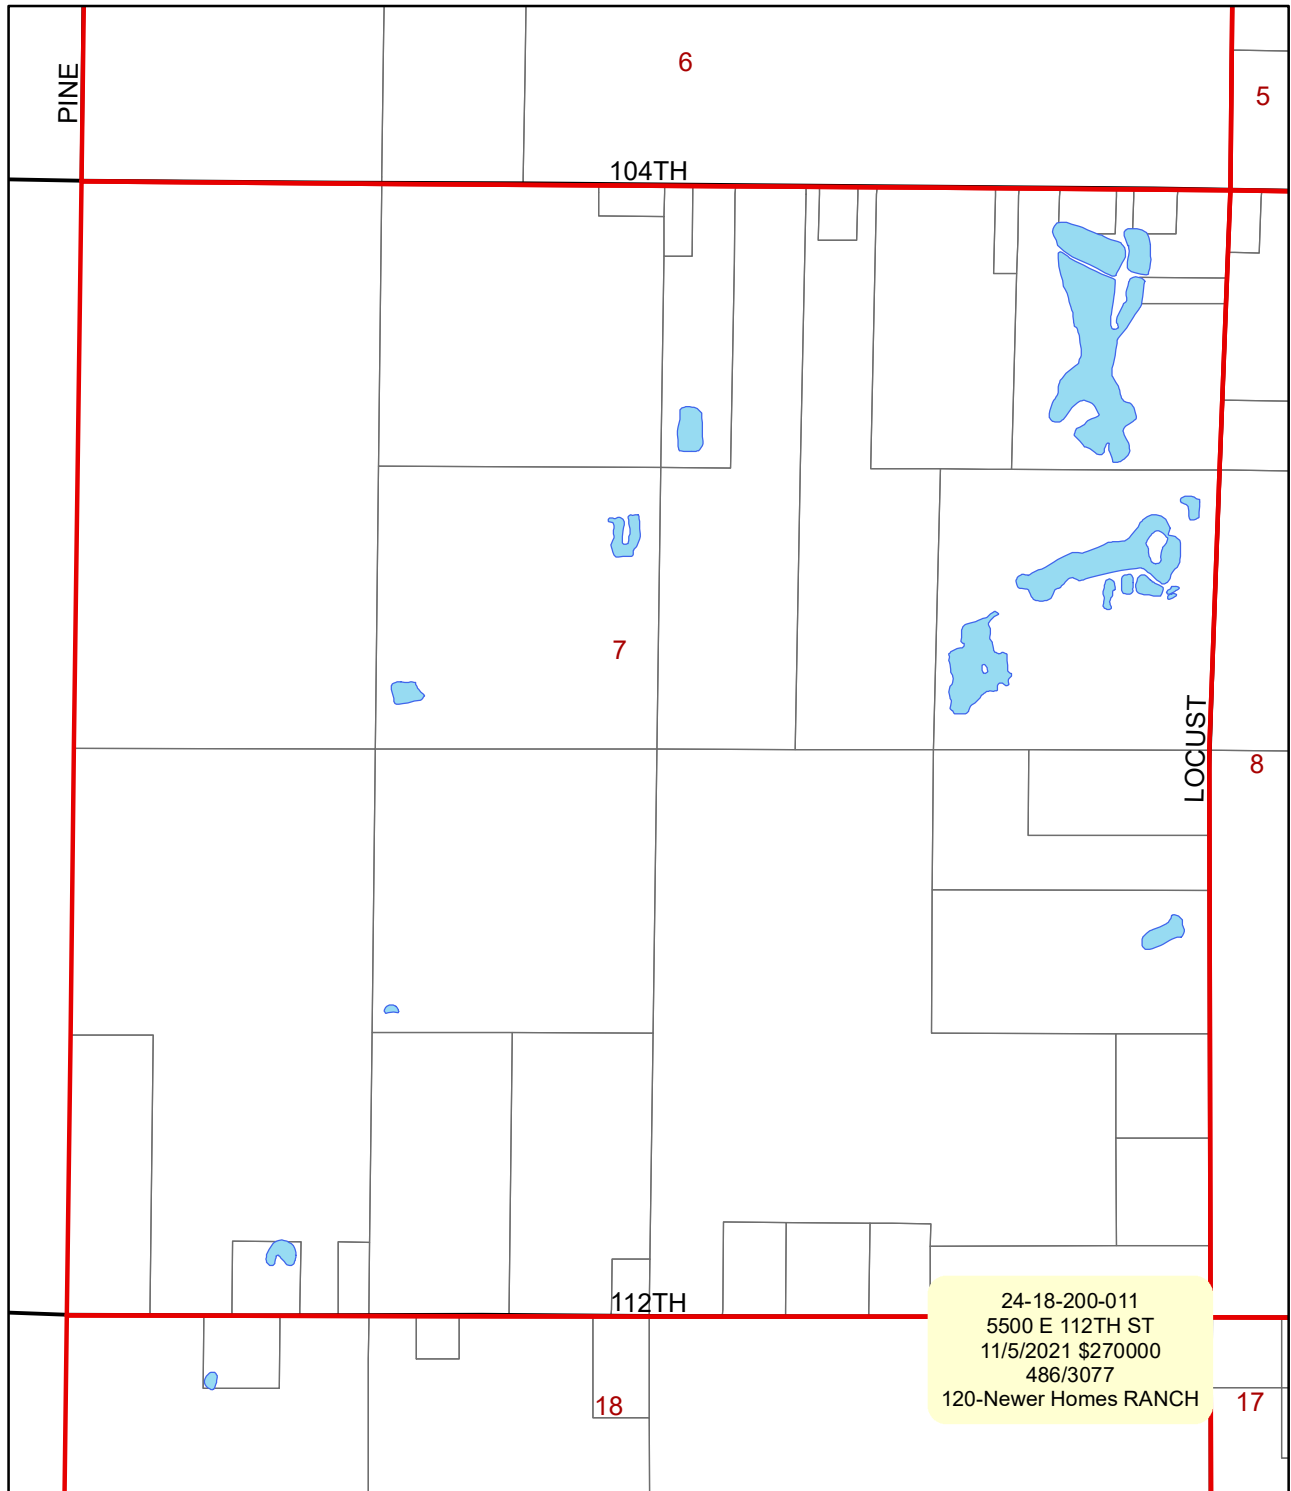 6
PINE
5
104TH
7
LOCUST
8
112TH
24-18-200-011
5500 E 112TH ST
11/5/2021 $270000
486/3077
120-Newer Homes RANCH
18
17